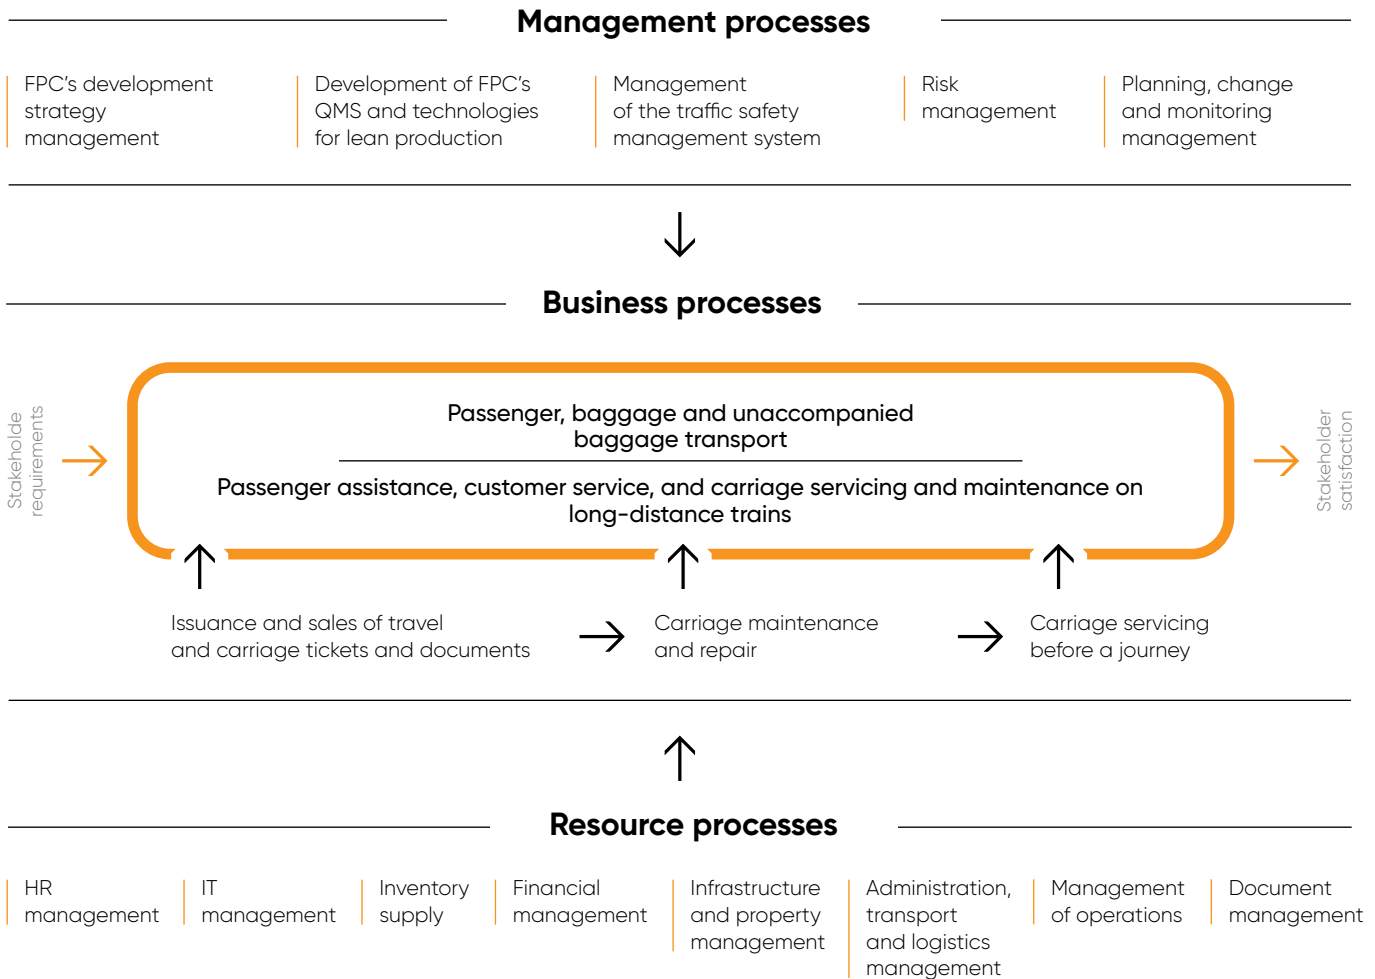 Management processes
FPC's development
strategy
management
Development of FPC's
QMS and technologies
for lean production
Management
of the traffic safety
management system
Risk
management
Planning, change
and monitoring
management
Business processes
Stakeholde
requirements
Passenger, baggage and unaccompanied
baggage transport
Passenger assistance, customer service, and carriage servicing and maintenance on
long-distance trains
Stakeholder
satisfaction
Issuance and sales of travel
and carriage tickets and documents
Carriage maintenance
and repair
Carriage servicing
before a journey
Resource processes
HR
management
IT
management
Inventory
supply
Financial
management
Infrastructure
and property
management
Administration,
transport
and logistics
management
Management
of operations
Document
management